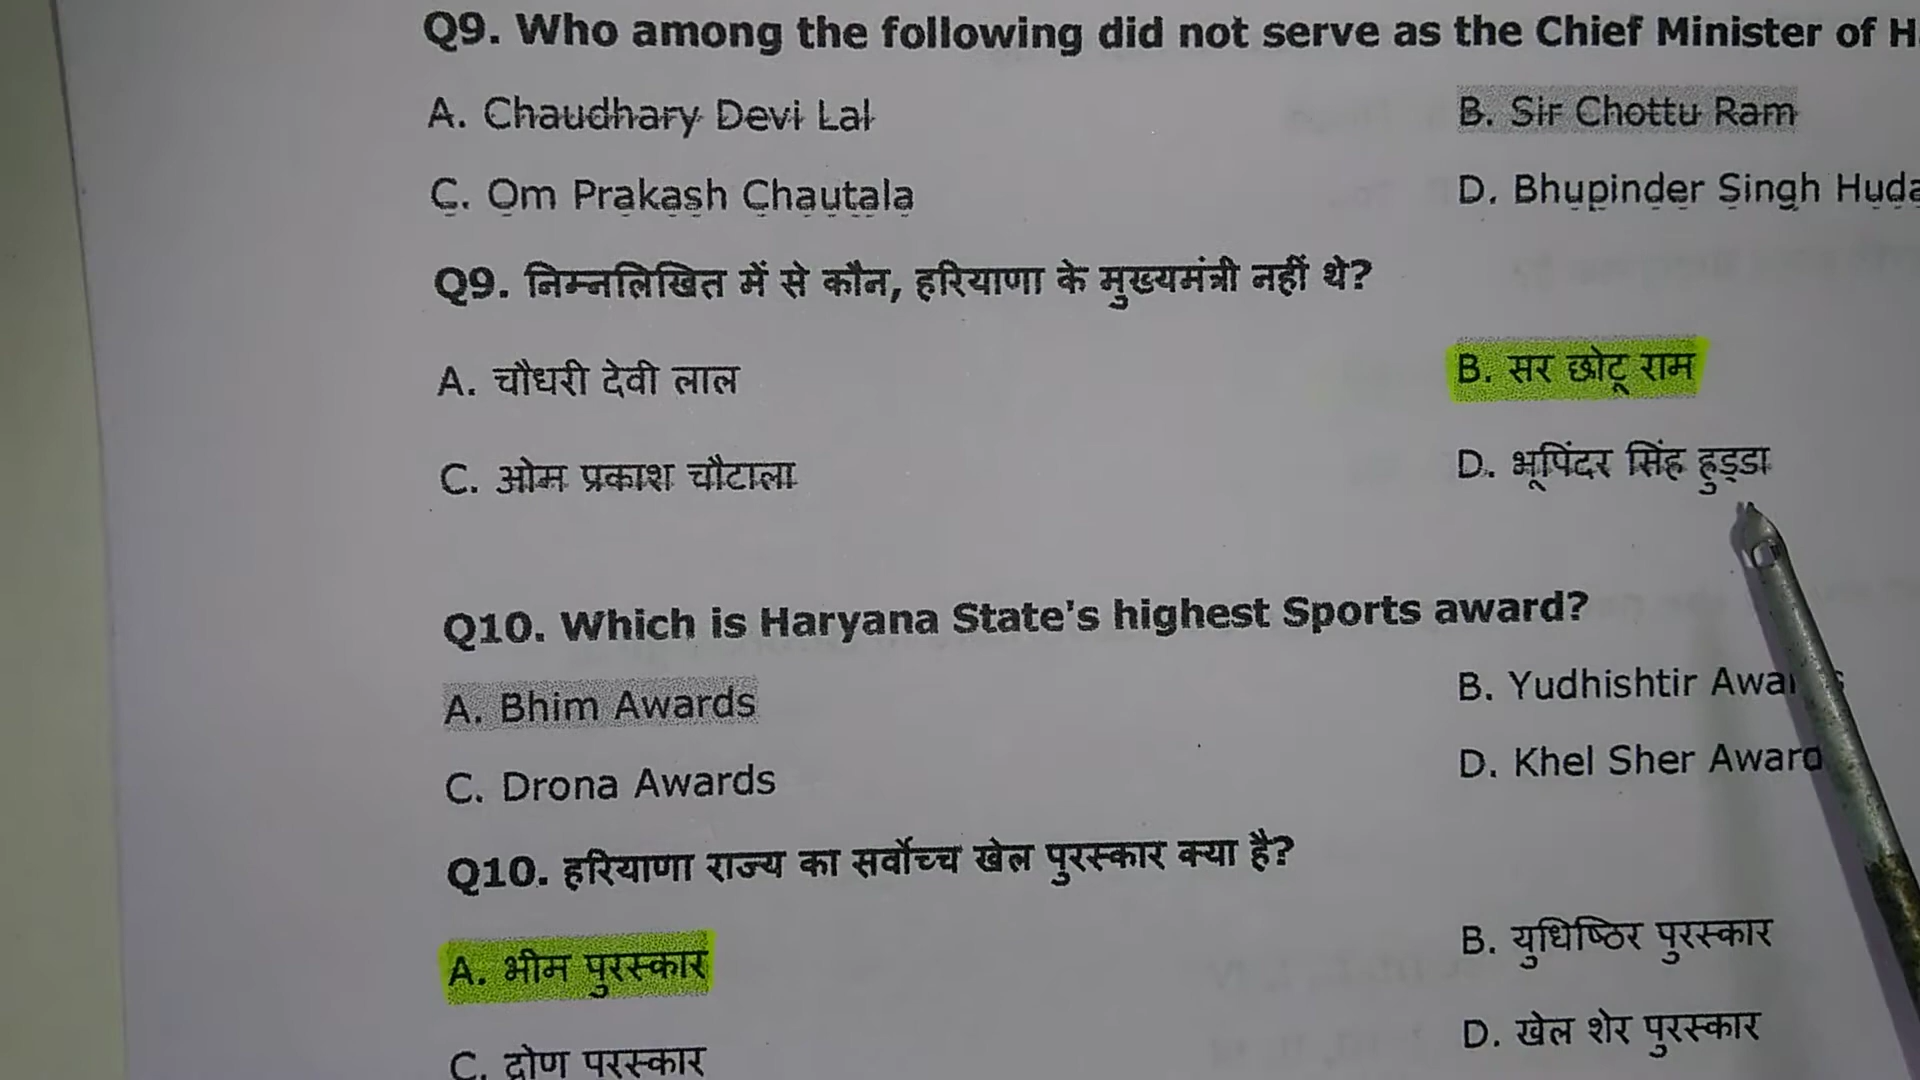 Q9. Who among the following did not serve as the Chief Minister of
A. Chaudhary Devi Lal B. Sir Chottu Ram
C. Om Prakash Chautala D. Bhupinder Singh
Q9. निम्नलिखित में से कौन, हरियाणा के मुख्यमंत्री नहीं थे?
A. चौधरी देवी लाल B. सर छोटू राम
C. ओम प्रकाश चौटाला D. भूपिंदर सिंह हुड्डा
Q10. Which is Haryana State's highest Sports award?
A. Bhim Awards B. Yudhishtir
C. Drona Awards D. Khel Sher Award
Q10. हरियाणा राज्य का सर्वोच्च खेल पुरस्कार क्या है?
A. भीम पुरस्कार B. युधिष्ठिर पुरस्कार
C. द्रोण पुरस्कार D. खेल शेर पुरस्कार